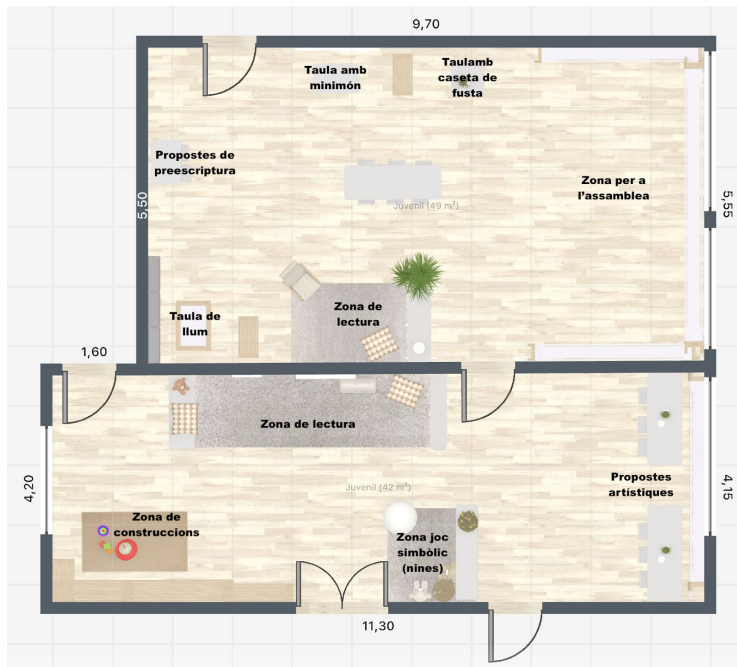 9,70
Taula amb
minimón
Taulamb
caseta de
fusta
Propostes de
preescriptura
Zona per a
l'assamblea
5,50
Juvenil (49 m²)
5,55
Zona de
lectura
Taula de
llum
1,60
Zona de lectura
4,20
Juvenil (42 m²)
Propostes
artístiques
4,15
Zona de
construccions
Zona joc
simbòlic
(nines)
11,30